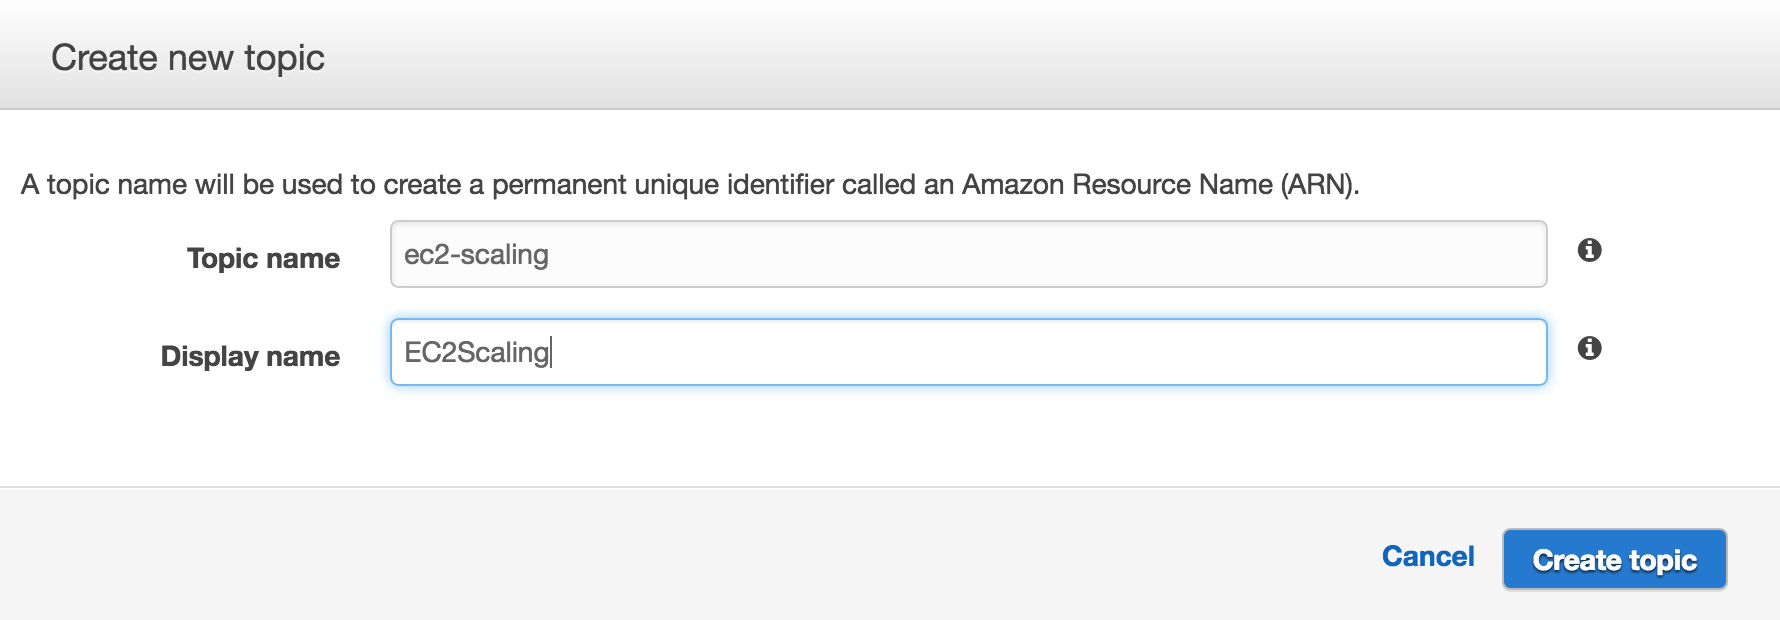 Create new topic
A topic name will be used to create a permanent unique identifier called an Amazon Resource Name (ARN).
Topic name ec2-scaling
Display name EC2Scaling
Cancel Create topic